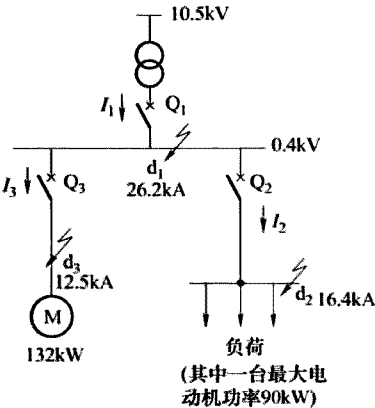 10.5kV
I₁
Q₁
0.4kV
d₁
26.2kA
I₃
Q₃
Q₂
I₂
d₃
12.5kA
d₂ 16.4kA
M
132kW
负荷
(其中一台最大电
动机功率90kW)